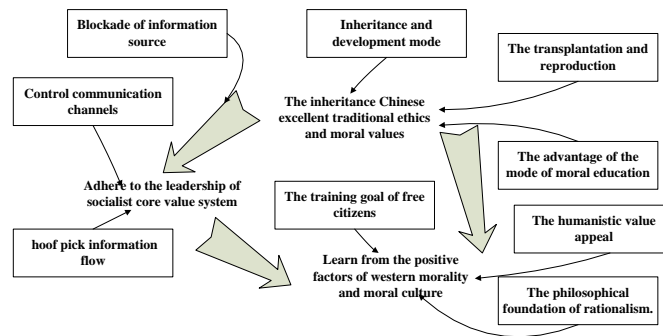 Blockade of information
source
Inheritance and
development mode
The transplantation and
reproduction
Control communication
channels
The inheritance Chinese
excellent traditional ethics
and moral values
The advantage of the
mode of moral education
Adhere to the leadership of
socialist core value system
The training goal of free
citizens
The humanistic value
appeal
hoof pick information
flow
Learn from the positive
factors of western morality
and moral culture
The philosophical
foundation of rationalism.